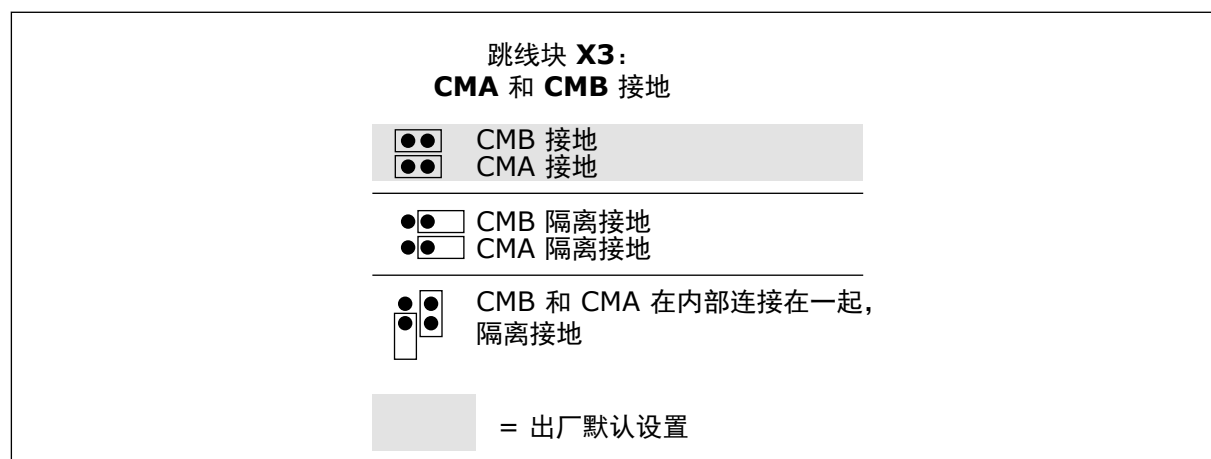 跳线块 X3:
CMA 和 CMB 接地
CMB 接地
CMA 接地
CMB 隔离接地
CMA 隔离接地
CMB 和 CMA 在内部连接在一起,
隔离接地
= 出厂默认设置